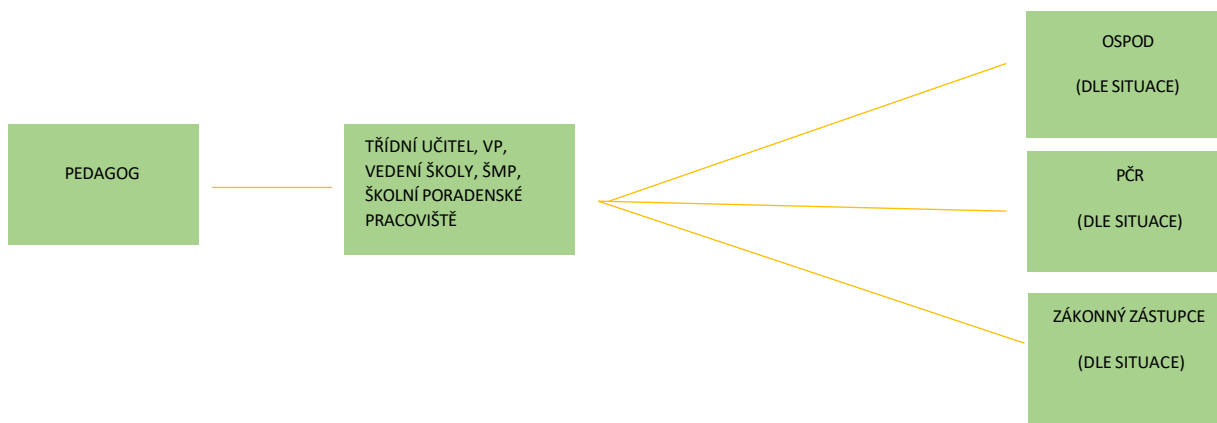 PEDAGOG
TŘÍDNÍ UČITEL, VP,
VEDENÍ ŠKOLY, ŠMP,
ŠKOLNÍ PORADENSKÉ
PRACOVIŠTĚ
OSPOD
(DLE SITUACE)
PČR
(DLE SITUACE)
ZÁKONNÝ ZÁSTUPCE
(DLE SITUACE)